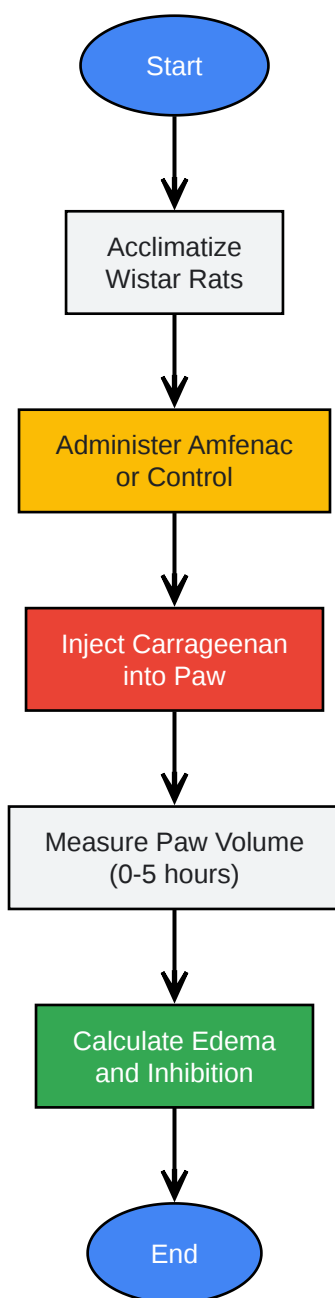 Start
Acclimatize
Wistar Rats
Administer Amfenac
or Control
Inject Carrageenan
into Paw
Measure Paw Volume
(0-5 hours)
Calculate Edema
and Inhibition
End